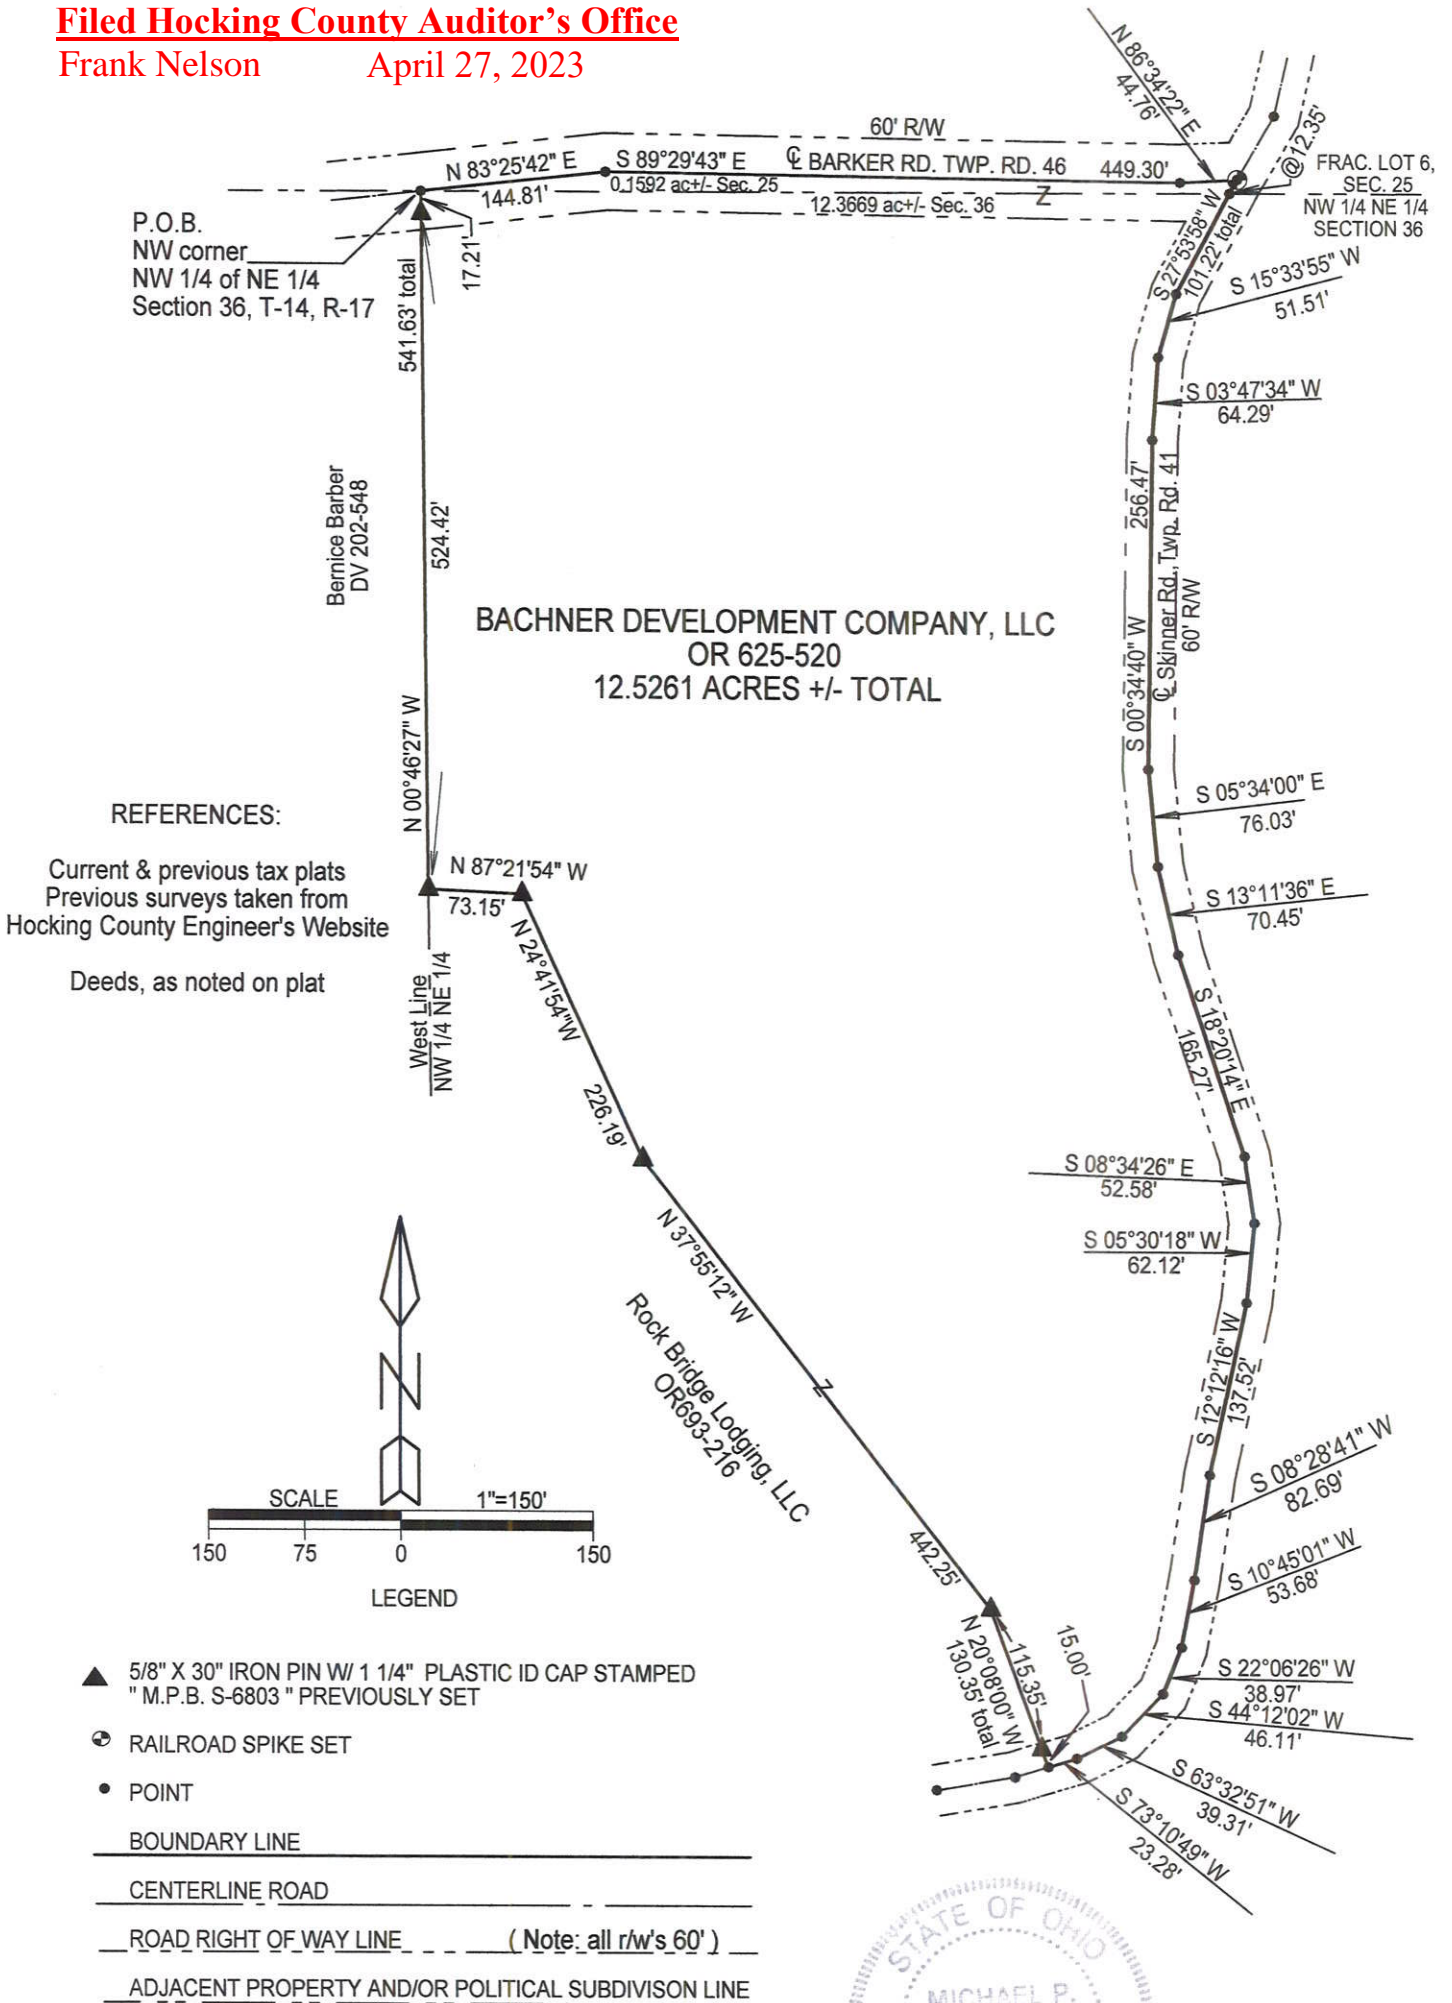 Filed Hocking County Auditor's Office
Frank Nelson April 27, 2023
N 86°34'22" E
44.76'
60' R/W
N 83°25'42" E
144.81'
S 89°29'43" E
℄ BARKER RD. TWP. RD. 46
449.30'
0.1592 ac+/- Sec. 25
12.3669 ac+/- Sec. 36
Z
@12.35'
FRAC. LOT 6,
SEC. 25
NW 1/4 NE 1/4
SECTION 36
P.O.B.
NW corner
NW 1/4 of NE 1/4
Section 36, T-14, R-17
17.21'
541.63' total
S 27°53'58" W
101.22' total
S 15°33'55" W
51.51'
S 03°47'34" W
64.29'
Bernice Barber
DV 202-548
524.42'
N 00°46'27" W
256.47'
S 00°34'40" W
℄ Skinner Rd., Twp. Rd. 41
60' R/W
BACHNER DEVELOPMENT COMPANY, LLC
OR 625-520
12.5261 ACRES +/- TOTAL
S 05°34'00" E
76.03'
REFERENCES:
Current & previous tax plats
Previous surveys taken from
Hocking County Engineer's Website
Deeds, as noted on plat
N 87°21'54" W
73.15'
S 13°11'36" E
70.45'
West Line
NW 1/4 NE 1/4
N 24°41'54"W
226.19'
S 18°20'14" E
165.27'
S 08°34'26" E
52.58'
S 05°30'18" W
62.12'
N 37°55'12" W
Z
442.25'
Rock Bridge Lodging, LLC
OR693-216
S 12°12'16" W
137.52'
S 08°28'41" W
82.69'
N
SCALE 1"=150'
150 75 0 150
S 10°45'01" W
53.68'
LEGEND
N 20°08'00" W
130.35' total
115.35'
15.00'
S 22°06'26" W
38.97'
S 44°12'02" W
46.11'
S 63°32'51" W
39.31'
S 73°10'49" W
23.28'
5/8" X 30" IRON PIN W/ 1 1/4" PLASTIC ID CAP STAMPED
" M.P.B. S-6803 " PREVIOUSLY SET
RAILROAD SPIKE SET
POINT
BOUNDARY LINE
CENTERLINE ROAD
ROAD RIGHT OF WAY LINE ( Note: all r/w's 60' )
ADJACENT PROPERTY AND/OR POLITICAL SUBDIVISON LINE
STATE OF OHIO
MICHAEL P.